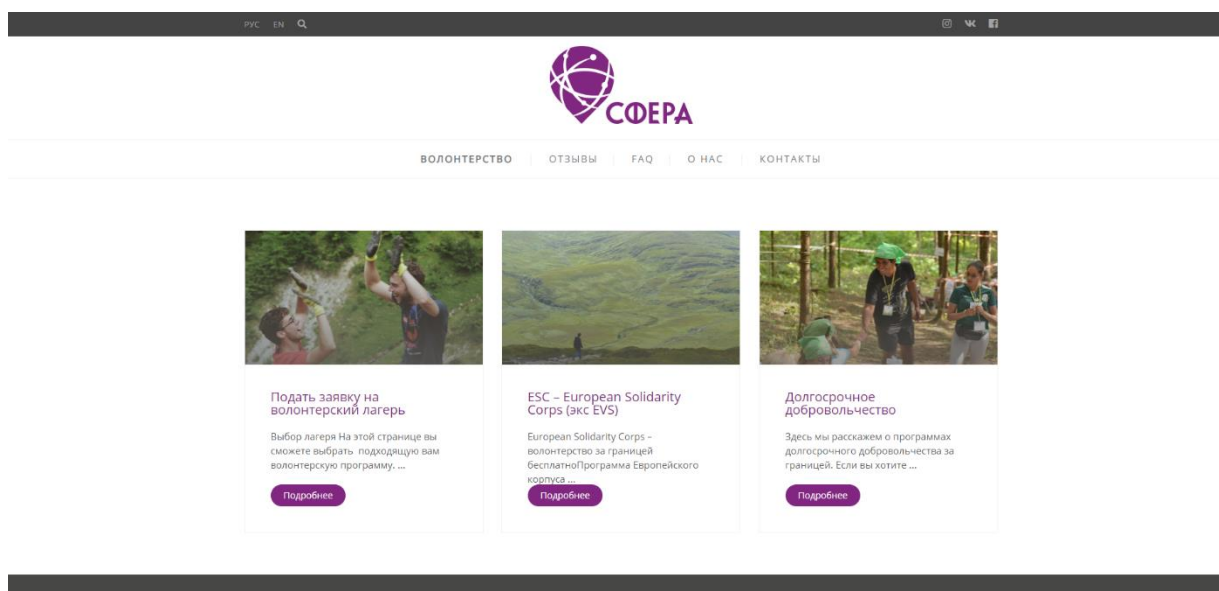 РУС EN
СФЕРА
ВОЛОНТЕРСТВО ОТЗЫВЫ FAQ О НАС КОНТАКТЫ
Подать заявку на
волонтерский лагерь
Выбор лагеря На этой странице вы
сможете выбрать подходящую вам
волонтерскую программу. ...
Подробнее
ESC – European Solidarity
Corps (экс EVS)
European Solidarity Corps –
волонтерство за границей
бесплатноПрограмма Европейского
корпуса ...
Подробнее
Долгосрочное
добровольчество
Здесь мы расскажем о программах
долгосрочного добровольчества за
границей. Если вы хотите ...
Подробнее